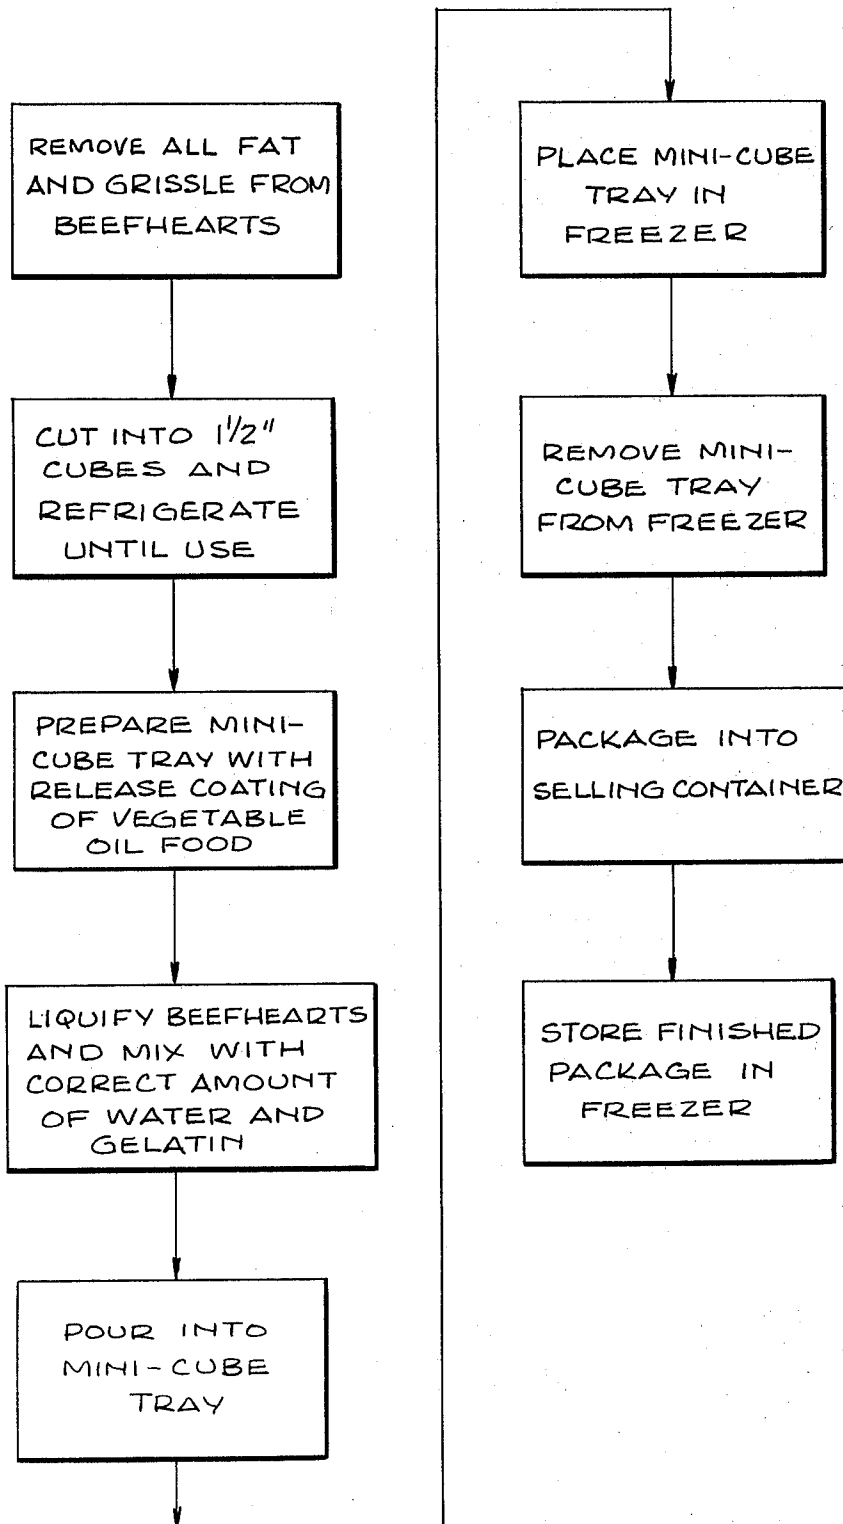 REMOVE ALL FAT
AND GRISSLE FROM
BEEFHEARTS
CUT INTO 1 1/2"
CUBES AND
REFRIGERATE
UNTIL USE
PREPARE MINI-
CUBE TRAY WITH
RELEASE COATING
OF VEGETABLE
OIL FOOD
LIQUIFY BEEFHEARTS
AND MIX WITH
CORRECT AMOUNT
OF WATER AND
GELATIN
POUR INTO
MINI-CUBE
TRAY
PLACE MINI-CUBE
TRAY IN
FREEZER
REMOVE MINI-
CUBE TRAY
FROM FREEZER
PACKAGE INTO
SELLING CONTAINER
STORE FINISHED
PACKAGE IN
FREEZER